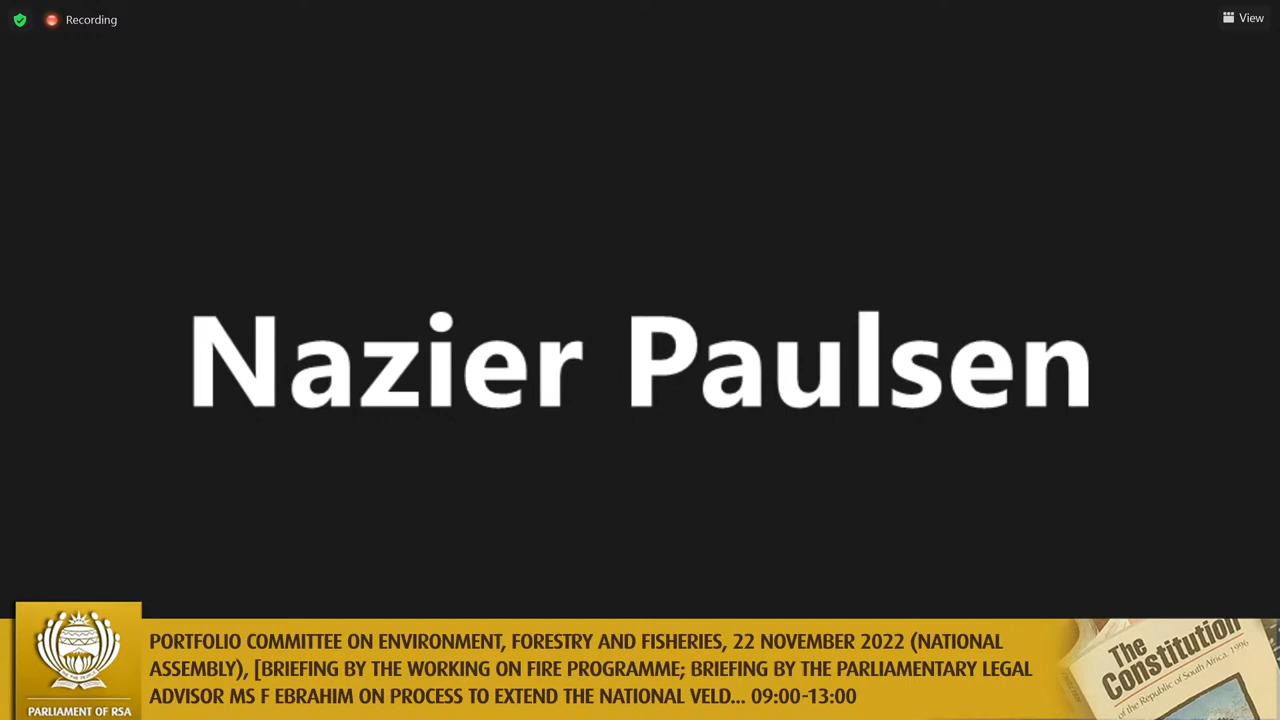 Recording
View
Nazier Paulsen
PORTFOLIO COMMITTEE ON ENVIRONMENT, FORESTRY AND FISHERIES, 22 NOVEMBER 2022 (NATIONAL
ASSEMBLY), [BRIEFING BY THE WORKING ON FIRE PROGRAMME; BRIEFING BY THE PARLIAMENTARY LEGAL
ADVISOR MS F EBRAHIM ON PROCESS TO EXTEND THE NATIONAL VELD... 09:00-13:00
PARLIAMENT OF RSA
The
Constitution
of the Republic of South Africa, 1996